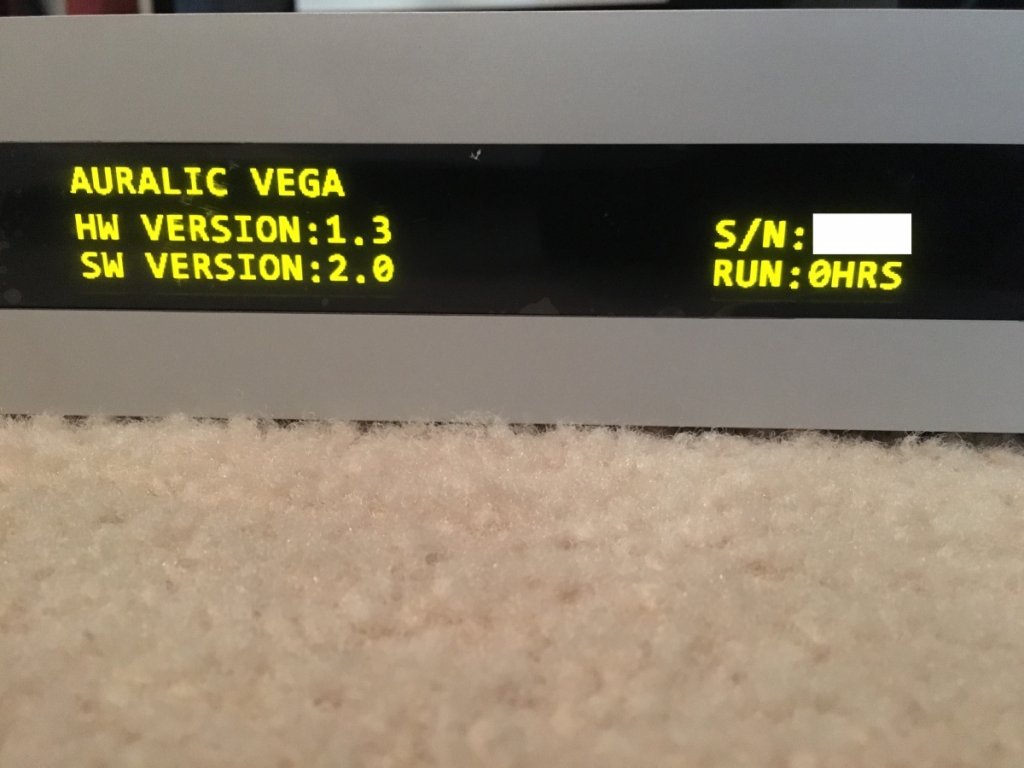 AURALIC VEGA
HW VERSION:1.3
S/N:
SW VERSION:2.0
RUN:0HRS